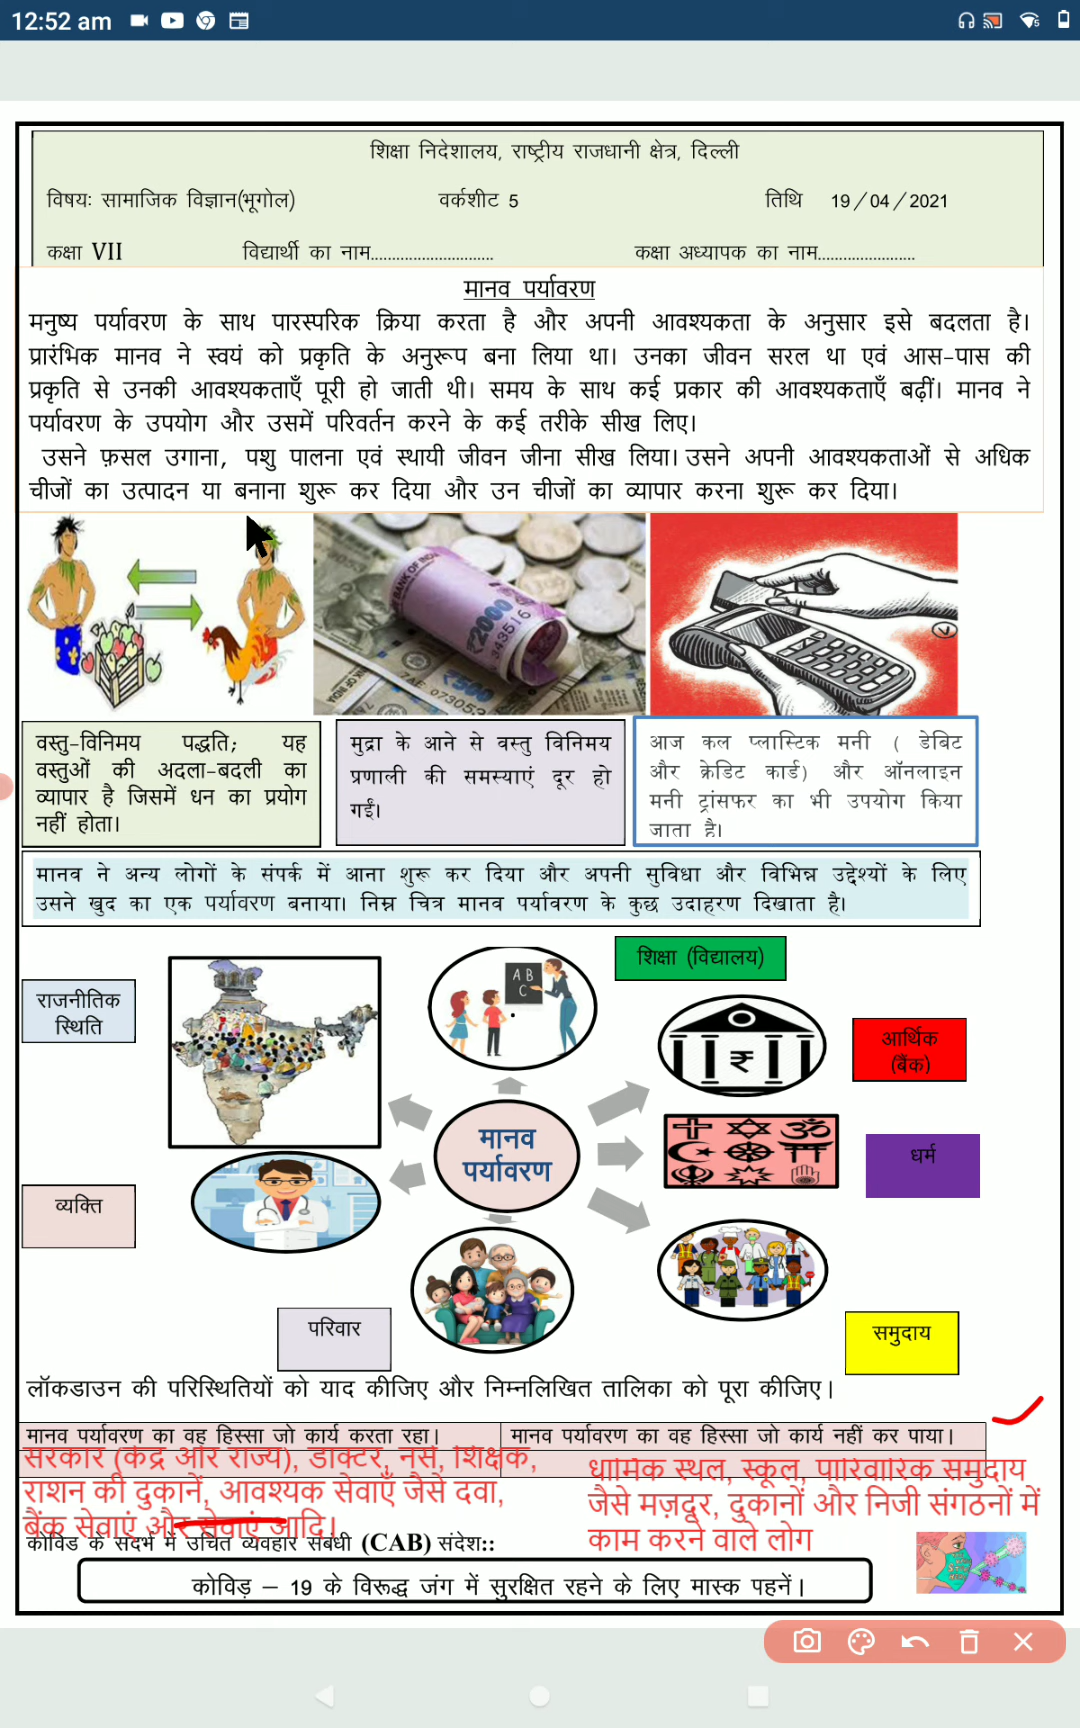 12:52 am
शिक्षा निदेशालय, राष्ट्रीय राजधानी क्षेत्र, दिल्ली
विषयः सामाजिक विज्ञान(भूगोल) वर्कशीट 5 तिथि 19/04/2021
कक्षा VII विद्यार्थी का नाम............................. कक्षा अध्यापक का नाम.......................
मानव पर्यावरण
मनुष्य पर्यावरण के साथ पारस्परिक क्रिया करता है और अपनी आवश्यकता के अनुसार इसे बदलता है।
प्रारंभिक मानव ने स्वयं को प्रकृति के अनुरूप बना लिया था। उनका जीवन सरल था एवं आस-पास की
प्रकृति से उनकी आवश्यकताएँ पूरी हो जाती थी। समय के साथ कई प्रकार की आवश्यकताएँ बढ़ीं। मानव ने
पर्यावरण के उपयोग और उसमें परिवर्तन करने के कई तरीके सीख लिए।
उसने फ़सल उगाना, पशु पालना एवं स्थायी जीवन जीना सीख लिया। उसने अपनी आवश्यकताओं से अधिक
चीजों का उत्पादन या बनाना शुरू कर दिया और उन चीजों का व्यापार करना शुरू कर दिया।
वस्तु-विनिमय पद्धति; यह
वस्तुओं की अदला-बदली का
व्यापार है जिसमें धन का प्रयोग
नहीं होता।
मुद्रा के आने से वस्तु विनिमय
प्रणाली की समस्याएं दूर हो
गईं।
आज कल प्लास्टिक मनी ( डेबिट
और क्रेडिट कार्ड) और ऑनलाइन
मनी ट्रांसफर का भी उपयोग किया
जाता है।
मानव ने अन्य लोगों के संपर्क में आना शुरू कर दिया और अपनी सुविधा और विभिन्न उद्देश्यों के लिए
उसने खुद का एक पर्यावरण बनाया। निम्न चित्र मानव पर्यावरण के कुछ उदाहरण दिखाता है।
शिक्षा (विद्यालय)
राजनीतिक
स्थिति
A B
C
₹
आर्थिक
(बैंक)
मानव
पर्यावरण
धर्म
व्यक्ति
परिवार
समुदाय
लॉकडाउन की परिस्थितियों को याद कीजिए और निम्नलिखित तालिका को पूरा कीजिए।
मानव पर्यावरण का वह हिस्सा जो कार्य करता रहा। मानव पर्यावरण का वह हिस्सा जो कार्य नहीं कर पाया।
सरकार (केंद्र और राज्य), डॉक्टर, नर्स, शिक्षक,
राशन की दुकानें, आवश्यक सेवाएँ जैसे दवा,
बैंक सेवाएं और सेवाएं आदि।
धार्मिक स्थल, स्कूल, पारिवारिक समुदाय
जैसे मज़दूर, दुकानों और निजी संगठनों में
काम करने वाले लोग
कोविड के संदर्भ में उचित व्यवहार संबंधी (CAB) संदेश::
कोविड़ – 19 के विरूद्ध जंग में सुरक्षित रहने के लिए मास्क पहनें।